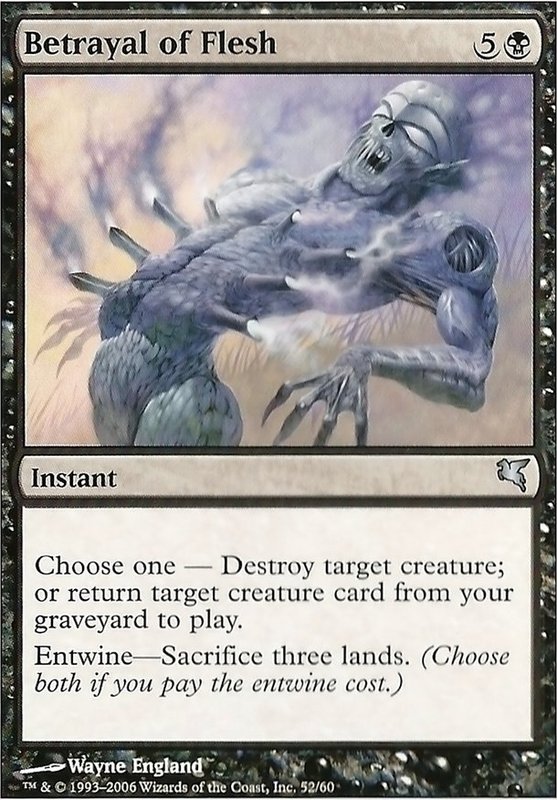 Betrayal of Flesh 5
Instant
Choose one — Destroy target creature;
or return target creature card from your
graveyard to play.
Entwine—Sacrifice three lands. (Choose
both if you pay the entwine cost.)
Wayne England
™ & © 1993–2006 Wizards of the Coast, Inc. 52/60